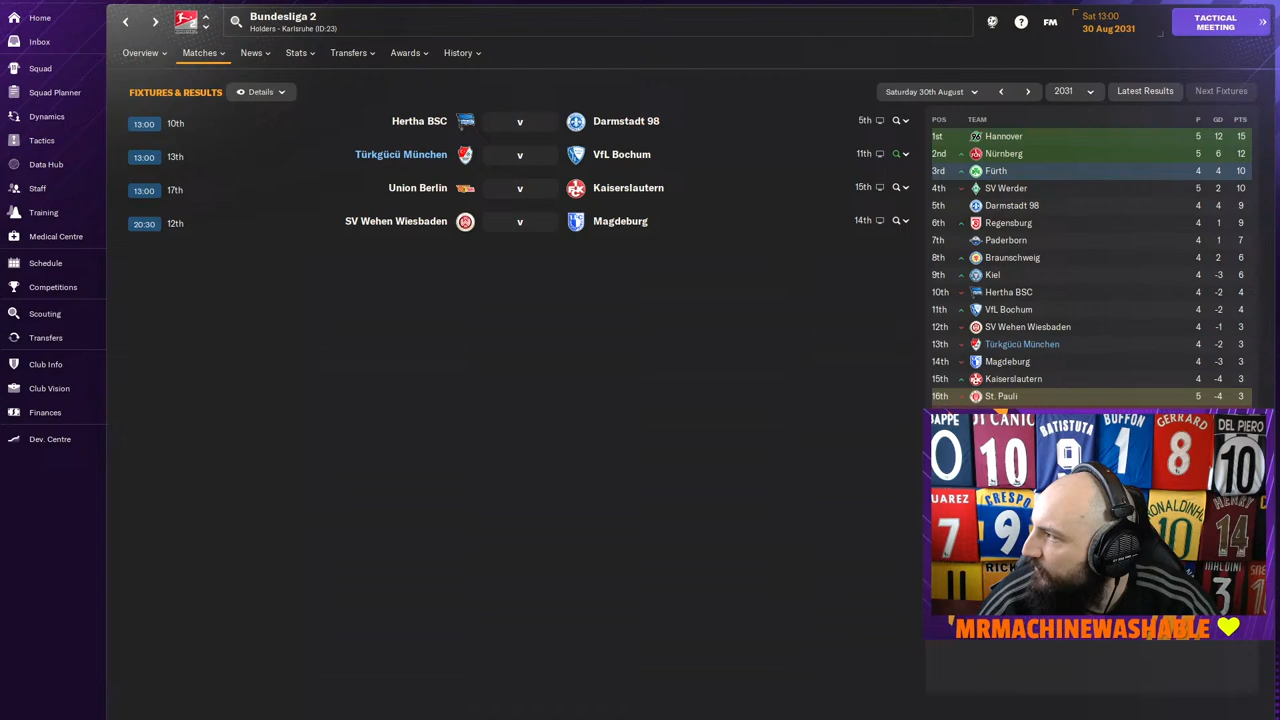 Home
Inbox
Squad
Squad Planner
Dynamics
Tactics
Data Hub
Staff
Training
Medical Centre
Schedule
Competitions
Scouting
Transfers
Club Info
Club Vision
Finances
Dev. Centre
Bundesliga 2
Holders - Karlsruhe (ID:23)
FM
Sat 13:00
30 Aug 2031
TACTICAL MEETING
Overview Matches News Stats Transfers Awards History
FIXTURES & RESULTS Details
Saturday 30th August 2031 Latest Results Next Fixtures
13:00 10th Hertha BSC v Darmstadt 98 5th
13:00 13th Türkgücü München v VfL Bochum 11th
13:00 17th Union Berlin v Kaiserslautern 15th
20:30 12th SV Wehen Wiesbaden v Magdeburg 14th
POS TEAM P GD PTS
1st Hannover 5 12 15
2nd Nürnberg 5 6 12
3rd Fürth 4 4 10
4th SV Werder 5 2 10
5th Darmstadt 98 4 4 9
6th Regensburg 4 1 9
7th Paderborn 4 1 7
8th Braunschweig 4 2 6
9th Kiel 4 -3 6
10th Hertha BSC 4 -2 4
11th VfL Bochum 4 -2 4
12th SV Wehen Wiesbaden 4 -1 3
13th Türkgücü München 4 -2 3
14th Magdeburg 4 -3 3
15th Kaiserslautern 4 -4 3
16th St. Pauli 5 -4 3
DI CANIO
10
BATISTUTA
9
BUFFON
1
GERRARD
8
DEL PIERO
10
7
CRESPO
9
RONALDINHO
10
HENRY
14
MALDINI
3
MRMACHINEWASHABLE